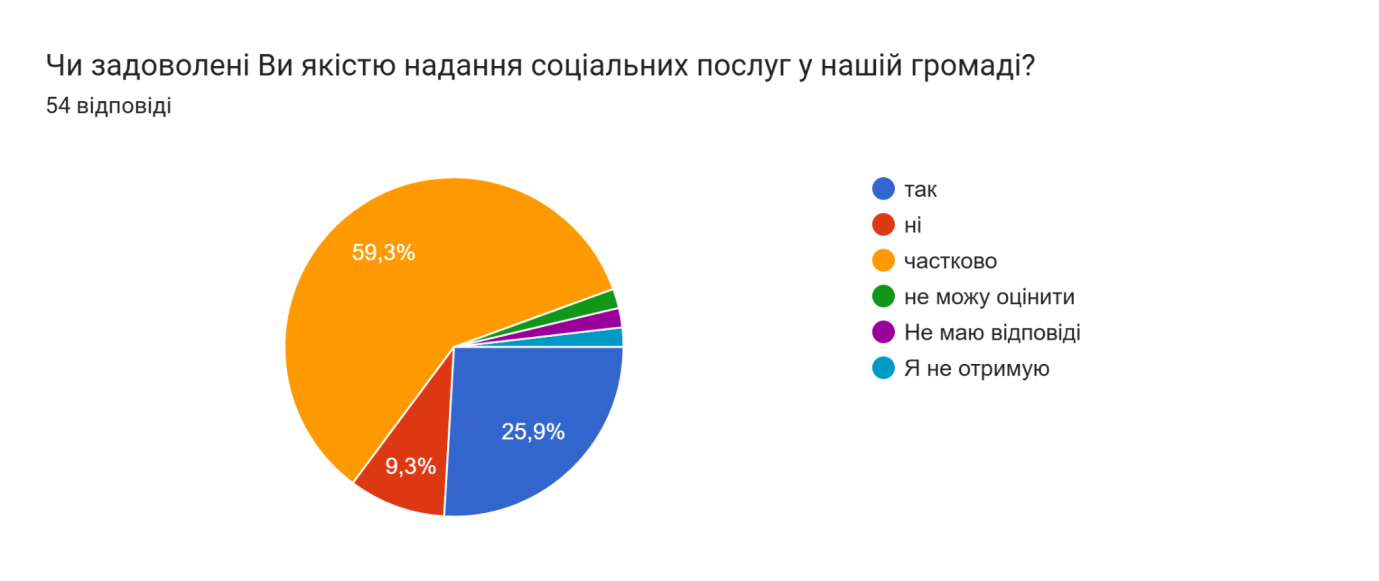 Чи задоволені Ви якістю надання соціальних послуг у нашій громаді?
54 відповіді
59,3%
25,9%
9,3%
так
ні
частково
не можу оцінити
Не маю відповіді
Я не отримую